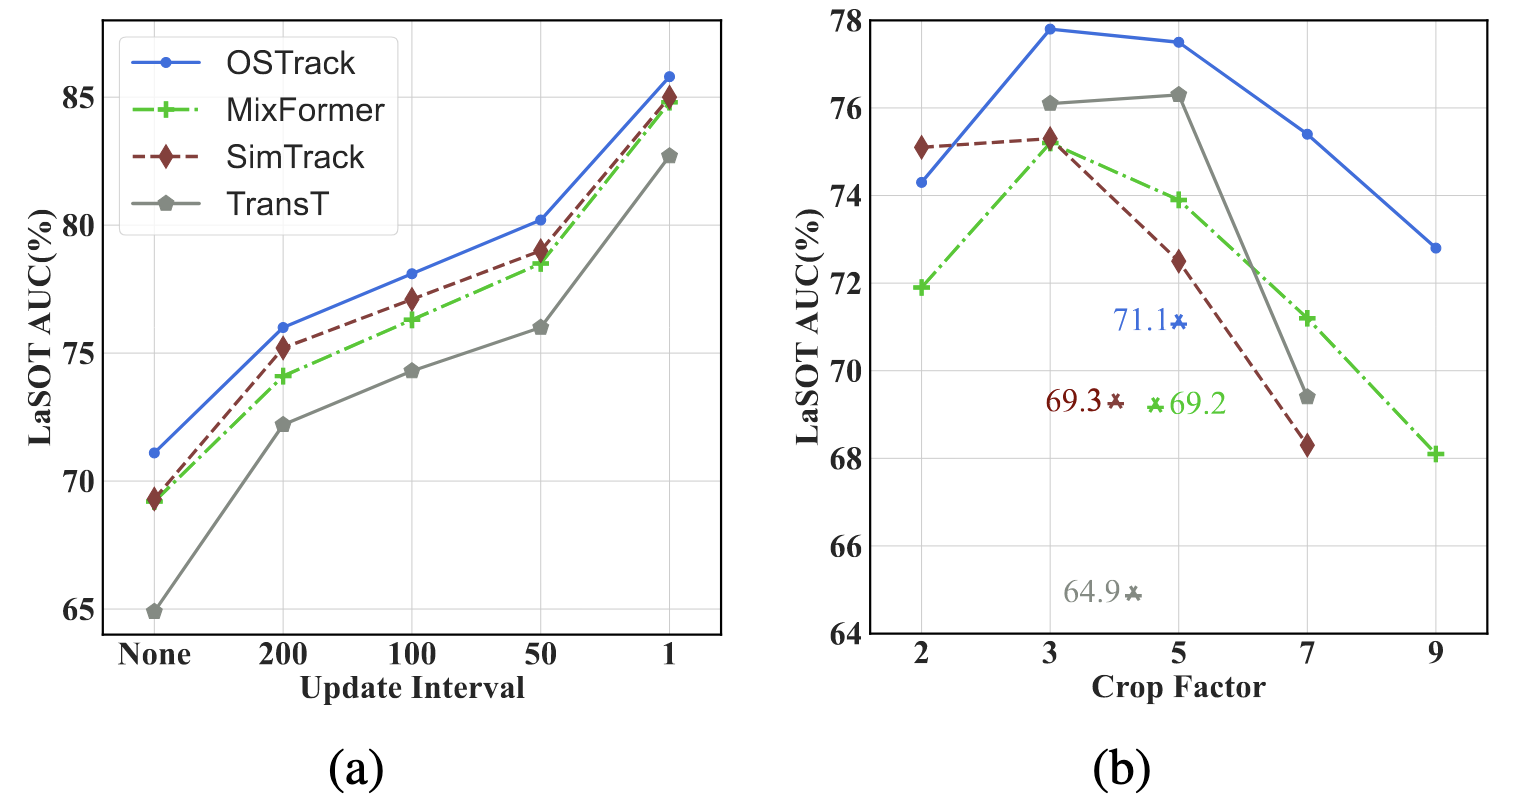 OSTrack
MixFormer
SimTrack
TransT
LaSOT AUC(%)
85
80
75
70
65
None 200 100 50 1
Update Interval
(a)
LaSOT AUC(%)
78
76
74
72
70
68
66
64
71.1
69.3 69.2
64.9
2 3 5 7 9
Crop Factor
(b)